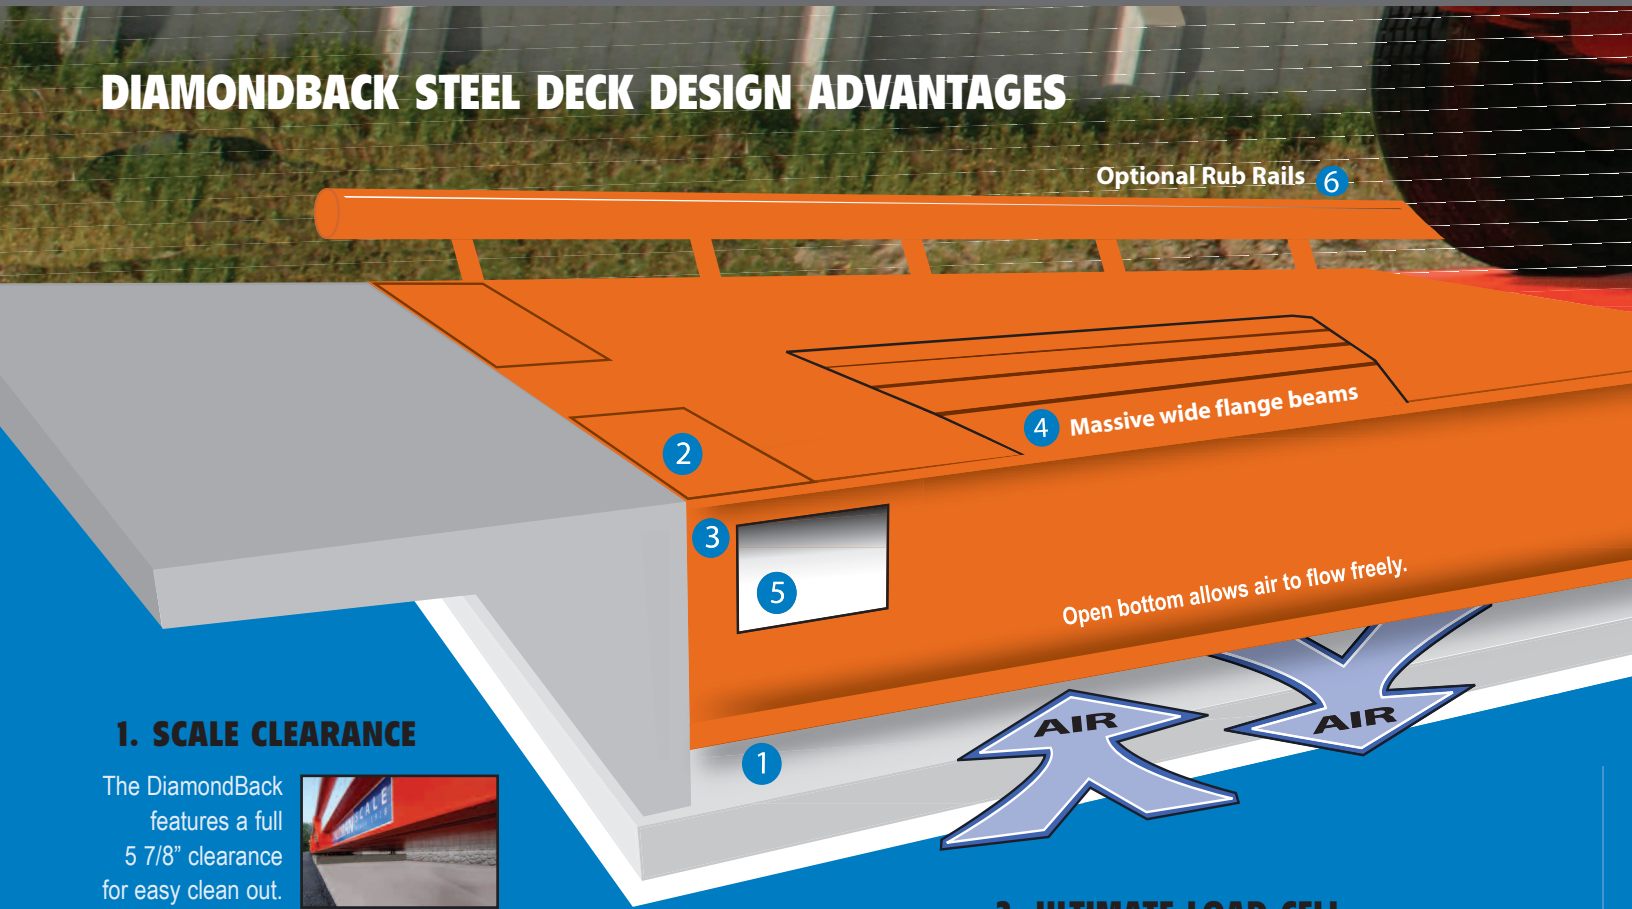 DIAMONDBACK STEEL DECK DESIGN ADVANTAGES
Optional Rub Rails 6
4 Massive wide flange beams
2
3
5
Open bottom allows air to flow freely.
AIR
AIR
1
1. SCALE CLEARANCE
The DiamondBack
features a full
5 7/8” clearance
for easy clean out.
SCALE